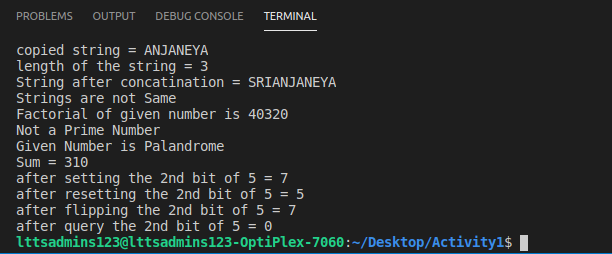 PROBLEMS OUTPUT DEBUG CONSOLE TERMINAL
copied string = ANJANEYA
length of the string = 3
String after concatination = SRIANJANEYA
Strings are not Same
Factorial of given number is 40320
Not a Prime Number
Given Number is Palandrome
Sum = 310
after setting the 2nd bit of 5 = 7
after resetting the 2nd bit of 5 = 5
after flipping the 2nd bit of 5 = 7
after query the 2nd bit of 5 = 0
lttsadmins123@lttsadmins123-OptiPlex-7060:~/Desktop/Activity1$